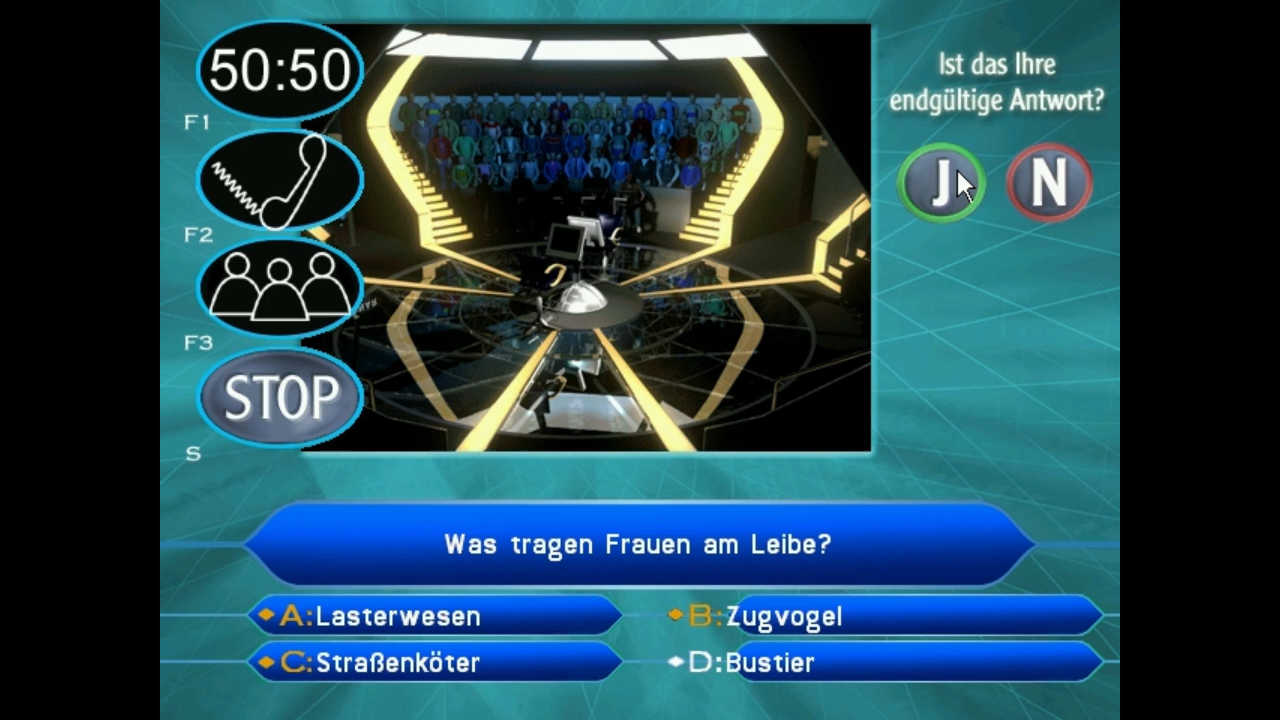 50:50
F1
F2
F3
STOP
S
Ist das Ihre
endgültige Antwort?
J
N
Was tragen Frauen am Leibe?
A:Lasterwesen
B:Zugvogel
C:Straßenköter
D:Bustier